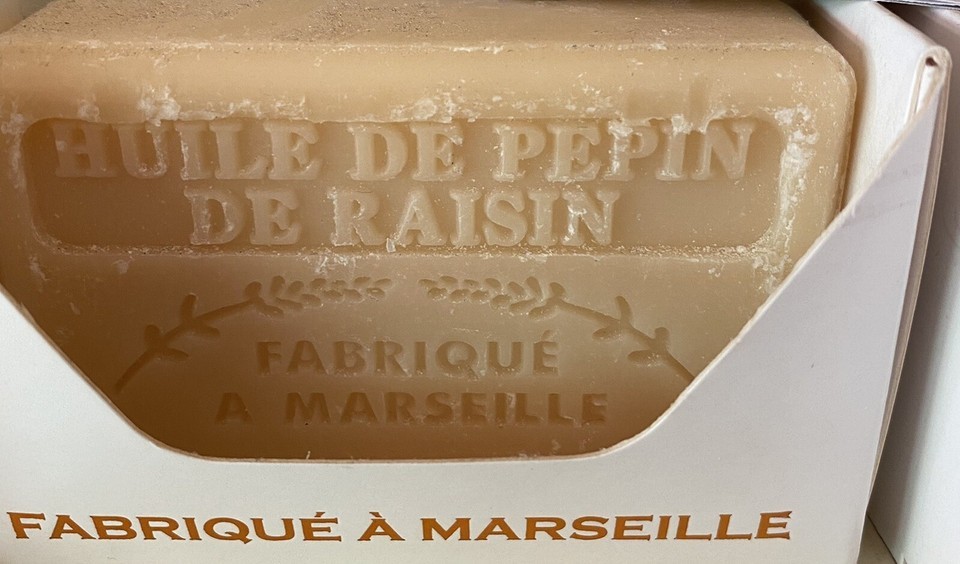 HUILE DE PEPIN
DE RAISIN
FABRIQUÉ
A MARSEILLE
FABRIQUÉ À MARSEILLE